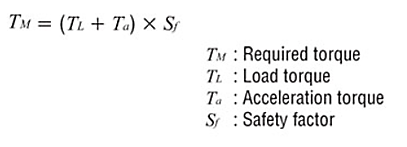 TM = (TL + Ta) × Sf
TM : Required torque
TL : Load torque
Ta : Acceleration torque
Sf : Safety factor